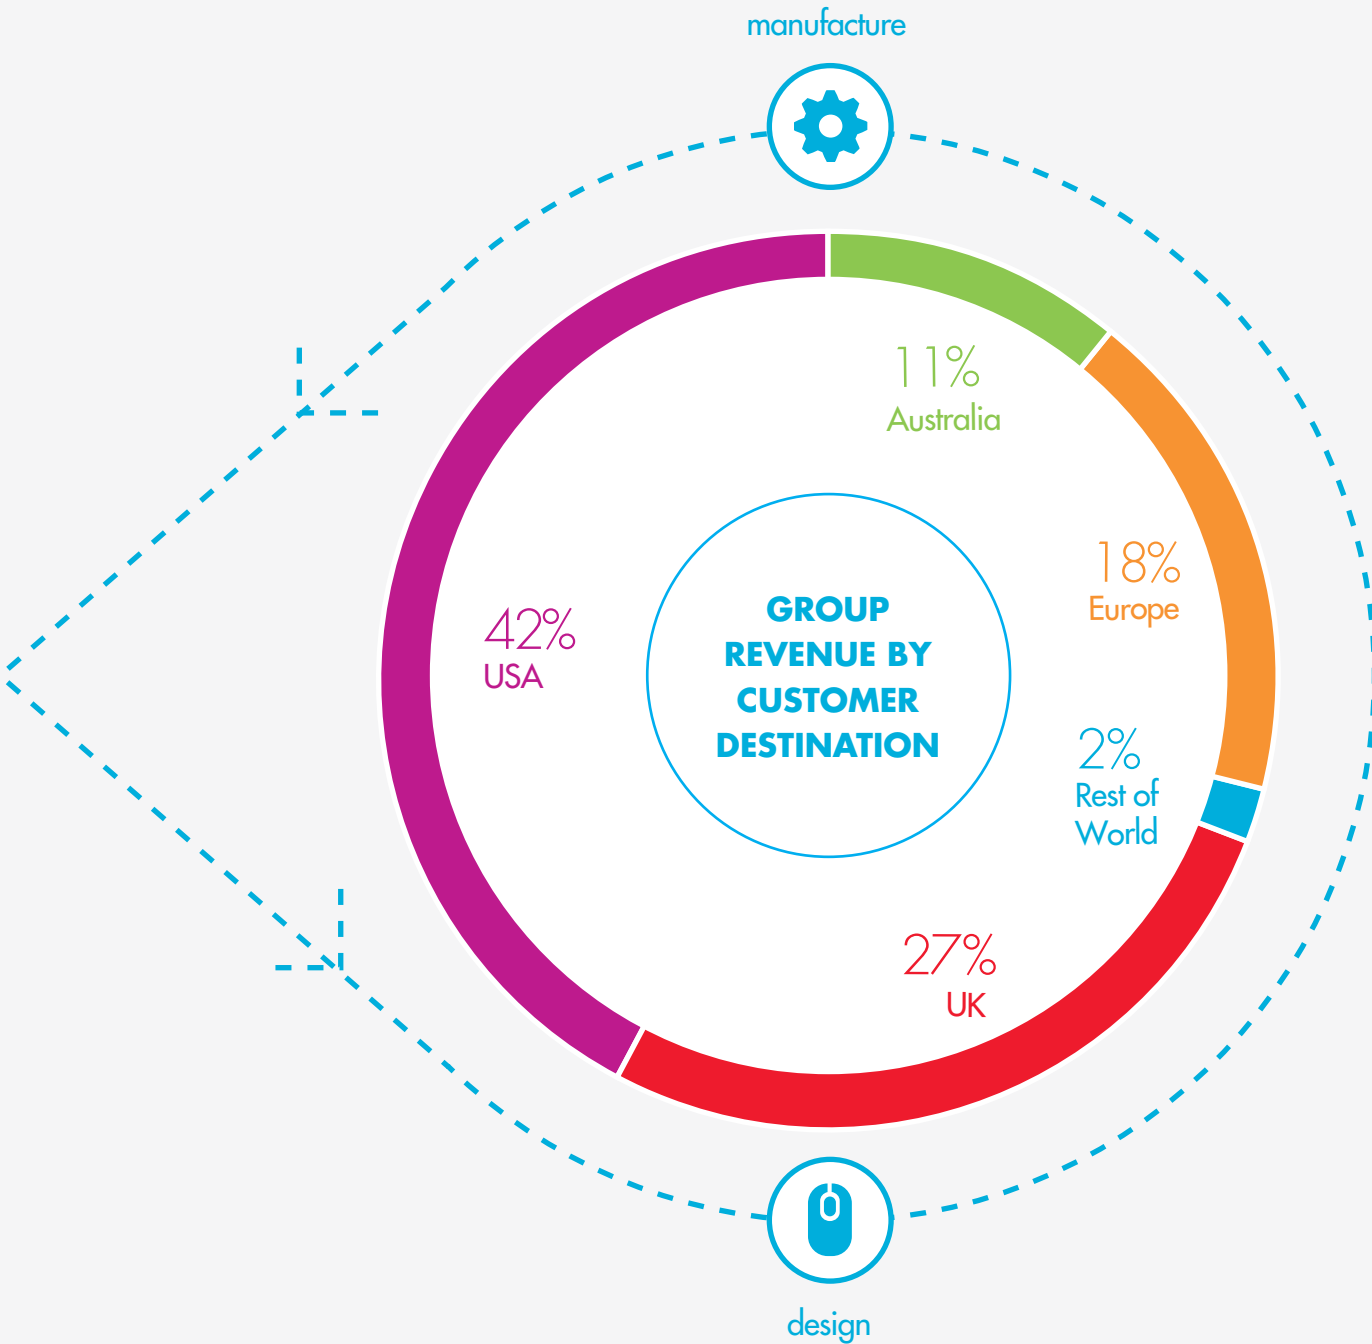 manufacture
11%
Australia
18%
Europe
42%
USA
GROUP
REVENUE BY
CUSTOMER
DESTINATION
2%
Rest of
World
27%
UK
design